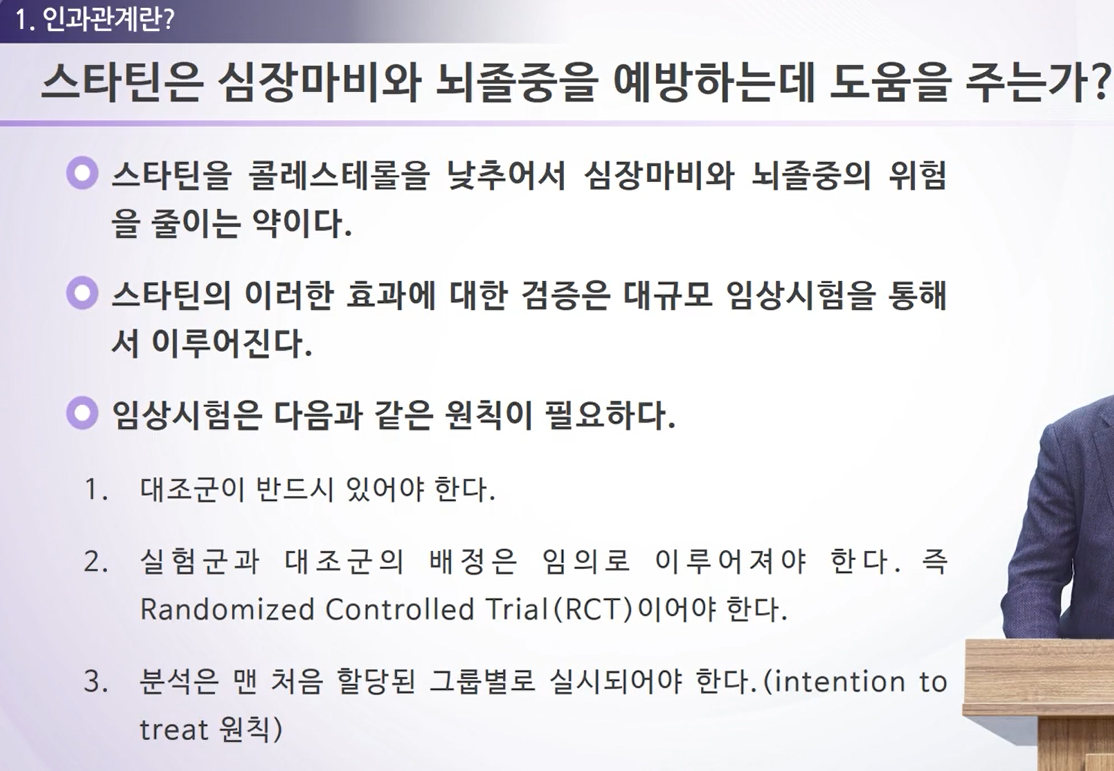 1. 인과관계란?
스타틴은 심장마비와 뇌졸중을 예방하는데 도움을 주는가?
스타틴을 콜레스테롤을 낮추어서 심장마비와 뇌졸중의 위험
을 줄이는 약이다.
스타틴의 이러한 효과에 대한 검증은 대규모 임상시험을 통해
서 이루어진다.
임상시험은 다음과 같은 원칙이 필요하다.
1. 대조군이 반드시 있어야 한다.
2. 실험군과 대조군의 배정은 임의로 이루어져야 한다. 즉
Randomized Controlled Trial(RCT)이어야 한다.
3. 분석은 맨 처음 할당된 그룹별로 실시되어야 한다.(intention to
treat 원칙)